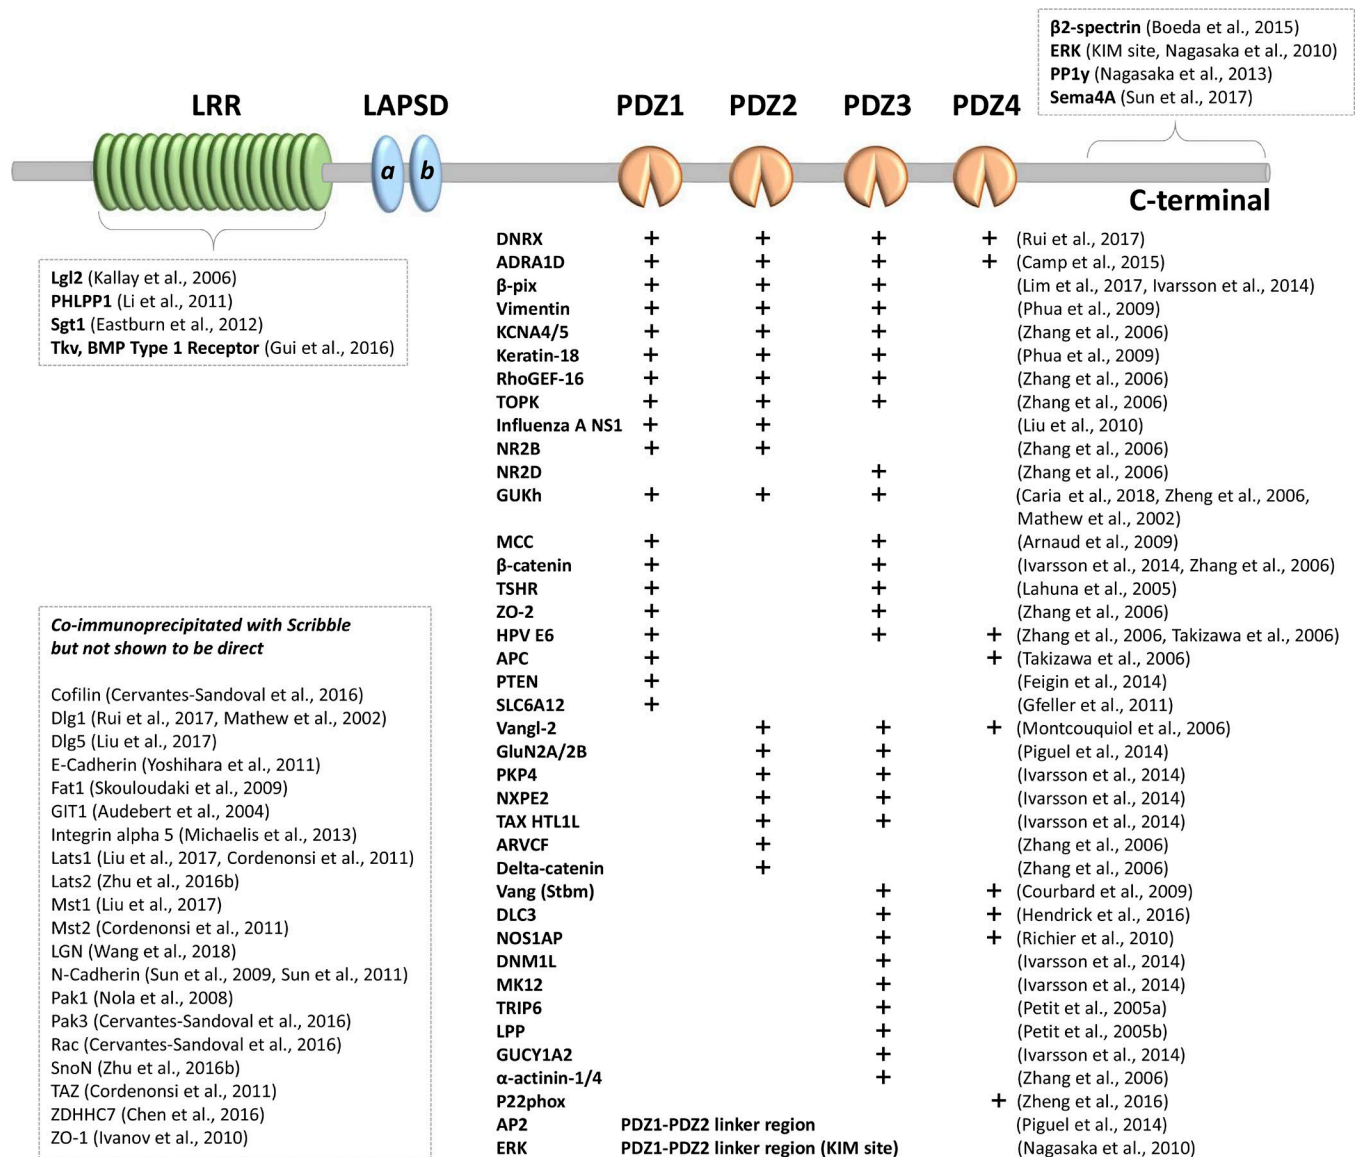 β2-spectrin (Boeda et al., 2015)
ERK (KIM site, Nagasaka et al., 2010)
PP1y (Nagasaka et al., 2013)
Sema4A (Sun et al., 2017)
LRR LAPSD PDZ1 PDZ2 PDZ3 PDZ4
a b
C-terminal
Lgl2 (Kallay et al., 2006)
PHLPP1 (Li et al., 2011)
Sgt1 (Eastburn et al., 2012)
Tkv, BMP Type 1 Receptor (Gui et al., 2016)
DNRX + + + + (Rui et al., 2017)
ADRA1D + + + + (Camp et al., 2015)
β-pix + + + (Lim et al., 2017, Ivarsson et al., 2014)
Vimentin + + + (Phua et al., 2009)
KCNA4/5 + + + (Zhang et al., 2006)
Keratin-18 + + + (Phua et al., 2009)
RhoGEF-16 + + + (Zhang et al., 2006)
TOPK + + + (Zhang et al., 2006)
Influenza A NS1 + + (Liu et al., 2010)
NR2B + + (Zhang et al., 2006)
NR2D + (Zhang et al., 2006)
GUKh + + + (Caria et al., 2018, Zheng et al., 2006,
Mathew et al., 2002)
MCC + + (Arnaud et al., 2009)
β-catenin + + (Ivarsson et al., 2014, Zhang et al., 2006)
TSHR + + (Lahuna et al., 2005)
ZO-2 + + (Zhang et al., 2006)
HPV E6 + + + (Zhang et al., 2006, Takizawa et al., 2006)
APC + + (Takizawa et al., 2006)
PTEN + (Feigin et al., 2014)
SLC6A12 + (Gfeller et al., 2011)
Vangl-2 + + + (Montcouquiol et al., 2006)
GluN2A/2B + + (Piguel et al., 2014)
PKP4 + + (Ivarsson et al., 2014)
NXPE2 + + (Ivarsson et al., 2014)
TAX HTL1L + + (Ivarsson et al., 2014)
ARVCF + (Zhang et al., 2006)
Delta-catenin + (Zhang et al., 2006)
Vang (Stbm) + + (Courbard et al., 2009)
DLC3 + + (Hendrick et al., 2016)
NOS1AP + + (Richier et al., 2010)
DNM1L + (Ivarsson et al., 2014)
MK12 + (Ivarsson et al., 2014)
TRIP6 + (Petit et al., 2005a)
LPP + (Petit et al., 2005b)
GUCY1A2 + (Ivarsson et al., 2014)
α-actinin-1/4 + (Zhang et al., 2006)
P22phox + (Zheng et al., 2016)
AP2 PDZ1-PDZ2 linker region (Piguel et al., 2014)
ERK PDZ1-PDZ2 linker region (KIM site) (Nagasaka et al., 2010)
Co-immunoprecipitated with Scribble
but not shown to be direct
Cofilin (Cervantes-Sandoval et al., 2016)
Dlg1 (Rui et al., 2017, Mathew et al., 2002)
Dlg5 (Liu et al., 2017)
E-Cadherin (Yoshihara et al., 2011)
Fat1 (Skouloudaki et al., 2009)
GIT1 (Audebert et al., 2004)
Integrin alpha 5 (Michaelis et al., 2013)
Lats1 (Liu et al., 2017, Cordenonsi et al., 2011)
Lats2 (Zhu et al., 2016b)
Mst1 (Liu et al., 2017)
Mst2 (Cordenonsi et al., 2011)
LGN (Wang et al., 2018)
N-Cadherin (Sun et al., 2009, Sun et al., 2011)
Pak1 (Nola et al., 2008)
Pak3 (Cervantes-Sandoval et al., 2016)
Rac (Cervantes-Sandoval et al., 2016)
SnoN (Zhu et al., 2016b)
TAZ (Cordenonsi et al., 2011)
ZDHHC7 (Chen et al., 2016)
ZO-1 (Ivanov et al., 2010)